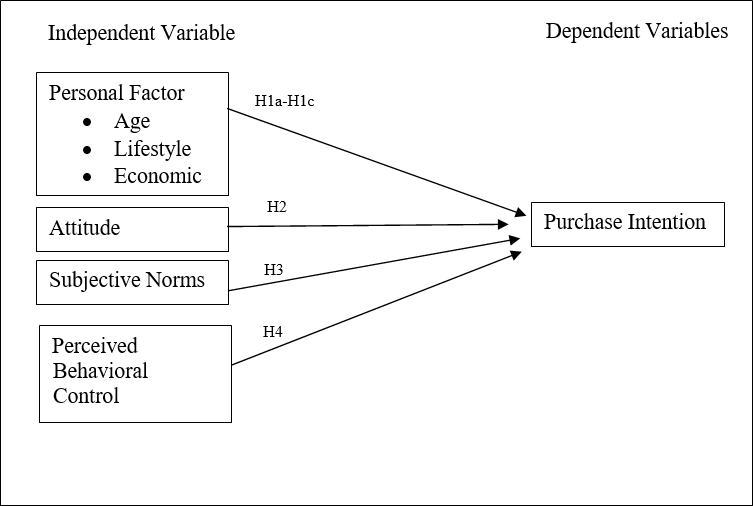 Independent Variable
Dependent Variables
Personal Factor
• Age
• Lifestyle
• Economic
H1a-H1c
Attitude
H2
Purchase Intention
Subjective Norms
H3
Perceived
Behavioral
Control
H4